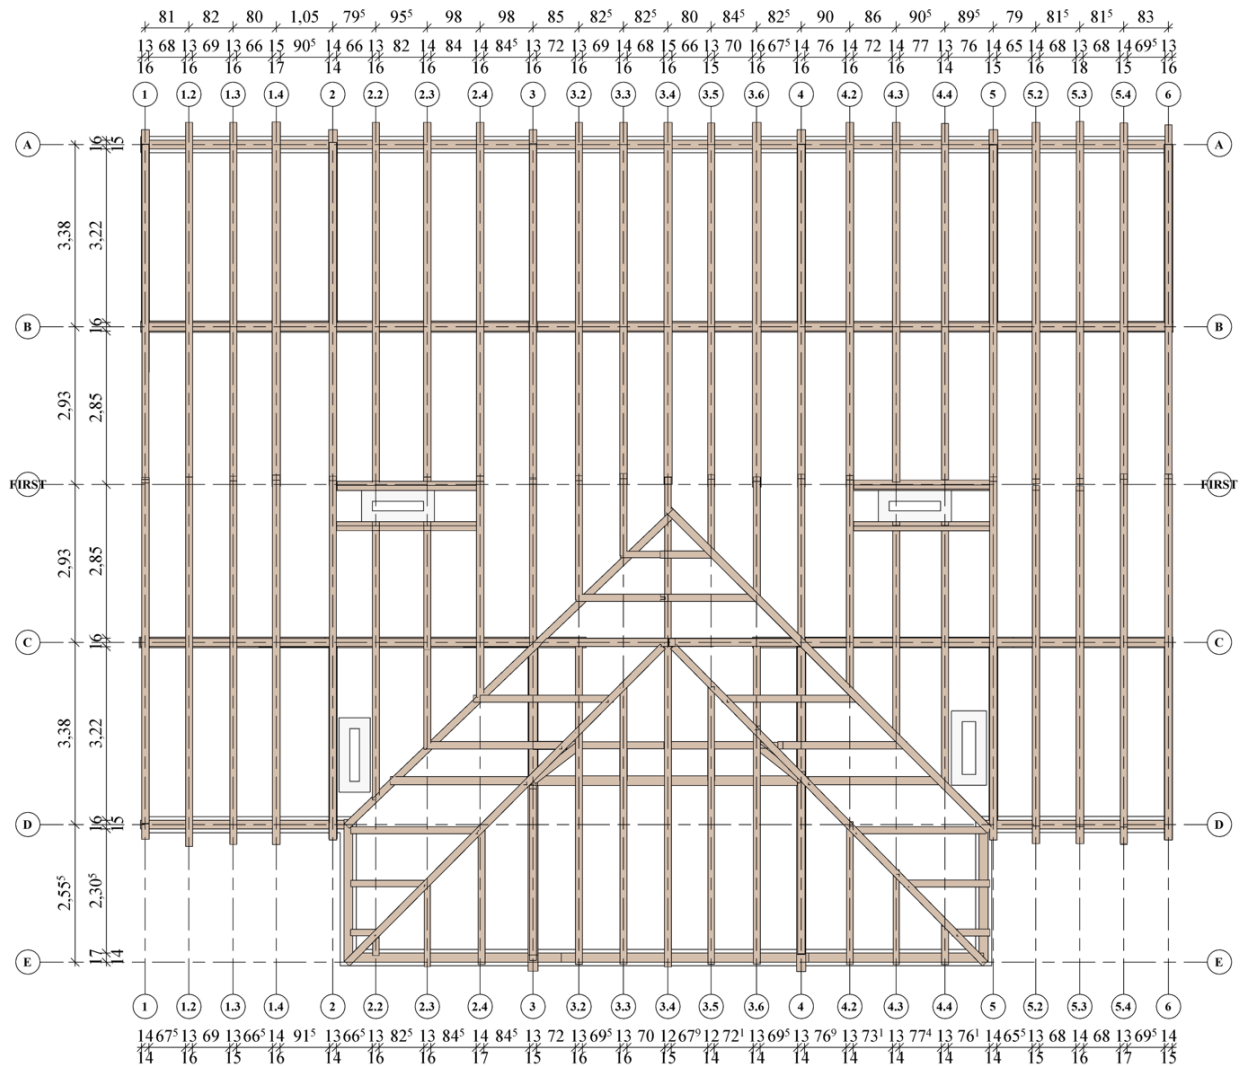 81 82 80 1,05 79⁵ 95⁵ 98 98 85 82⁵ 82⁵ 80 84⁵ 82⁵ 90 86 90⁵ 89⁵ 79 81⁵ 81⁵ 83
13 68 13 69 13 66 15 90⁵ 14 66 13 82 14 84 14 84⁵ 13 72 13 69 14 68 15 66 13 70 16 67⁵ 14 76 14 72 14 77 13 76 14 65 14 68 13 68 14 69⁵ 13
16 16 16 17 14 16 16 16 16 16 16 16 15 16 16 16 16 14 15 16 18 15 16
1 1.2 1.3 1.4 2 2.2 2.3 2.4 3 3.2 3.3 3.4 3.5 3.6 4 4.2 4.3 4.4 5 5.2 5.3 5.4 6
A 16 15 A
3,38 3,22
B 16 B
2,93 2,85
FIRST FIRST
2,93 2,85
C 16 C
3,38 3,22
D 16 15 D
2,55⁵ 2,30⁵
E 17 14 E
1 1.2 1.3 1.4 2 2.2 2.3 2.4 3 3.2 3.3 3.4 3.5 3.6 4 4.2 4.3 4.4 5 5.2 5.3 5.4 6
14 67⁵ 13 69 13 66⁵ 14 91⁵ 13 66⁵ 13 82⁵ 13 84⁵ 14 84⁵ 13 72 13 69⁵ 13 70 12 67⁹ 12 72¹ 13 69⁵ 13 76⁹ 13 73¹ 13 77⁴ 13 76¹ 14 65⁵ 13 68 14 68 13 69⁵ 14
14 16 16 16 14 16 14 17 15 16 14 15 14 14 14 14 14 14 14 15 16 17 15